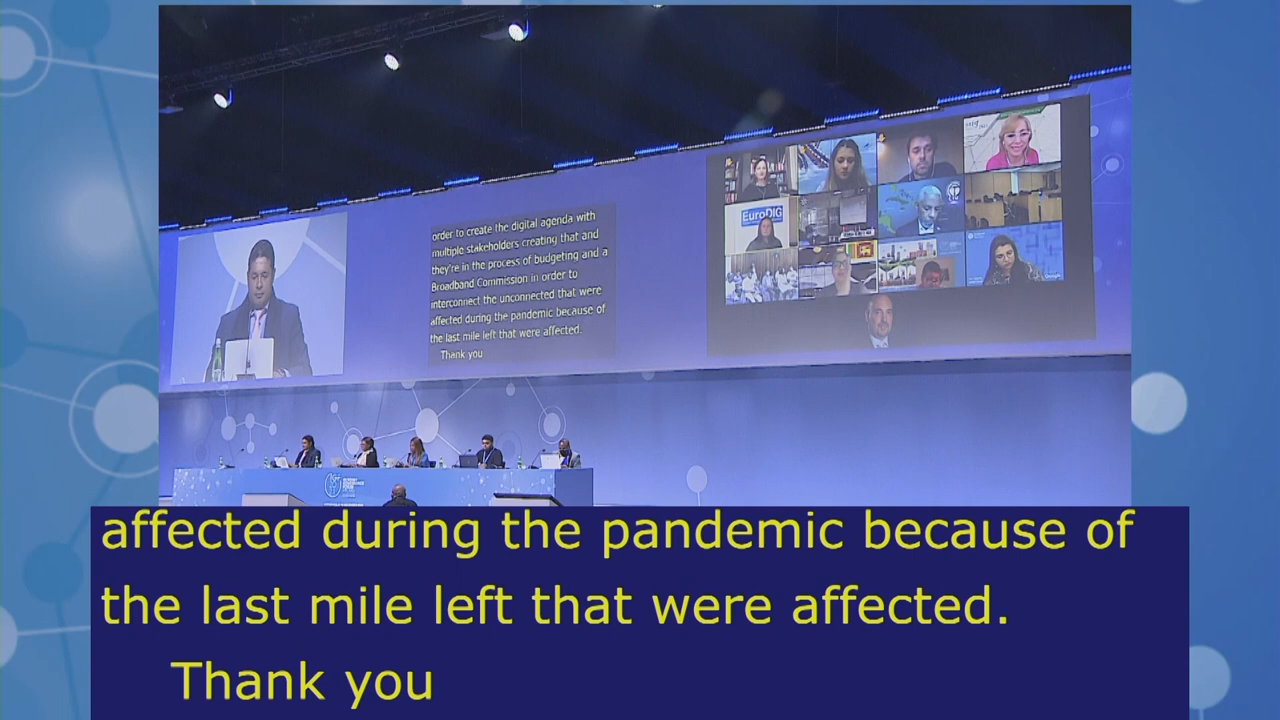 order to create the digital agenda with
multiple stakeholders creating that and
they're in the process of budgeting and a
Broadband Commission in order to
interconnect the unconnected that were
affected during the pandemic because of
the last mile left that were affected.
Thank you
EuroDIG
affected during the pandemic because of
the last mile left that were affected.
Thank you